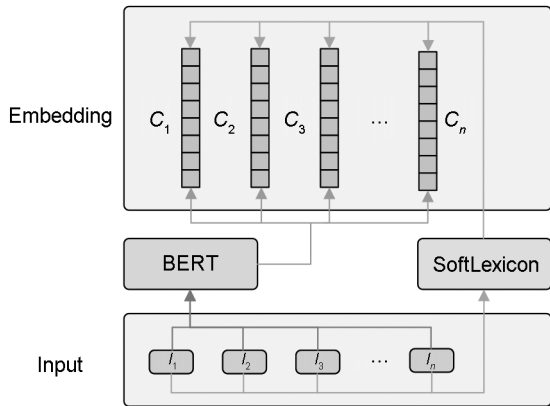 Embedding
C1 C2 C3 ... Cn
BERT
SoftLexicon
Input
I1 I2 I3 ... In